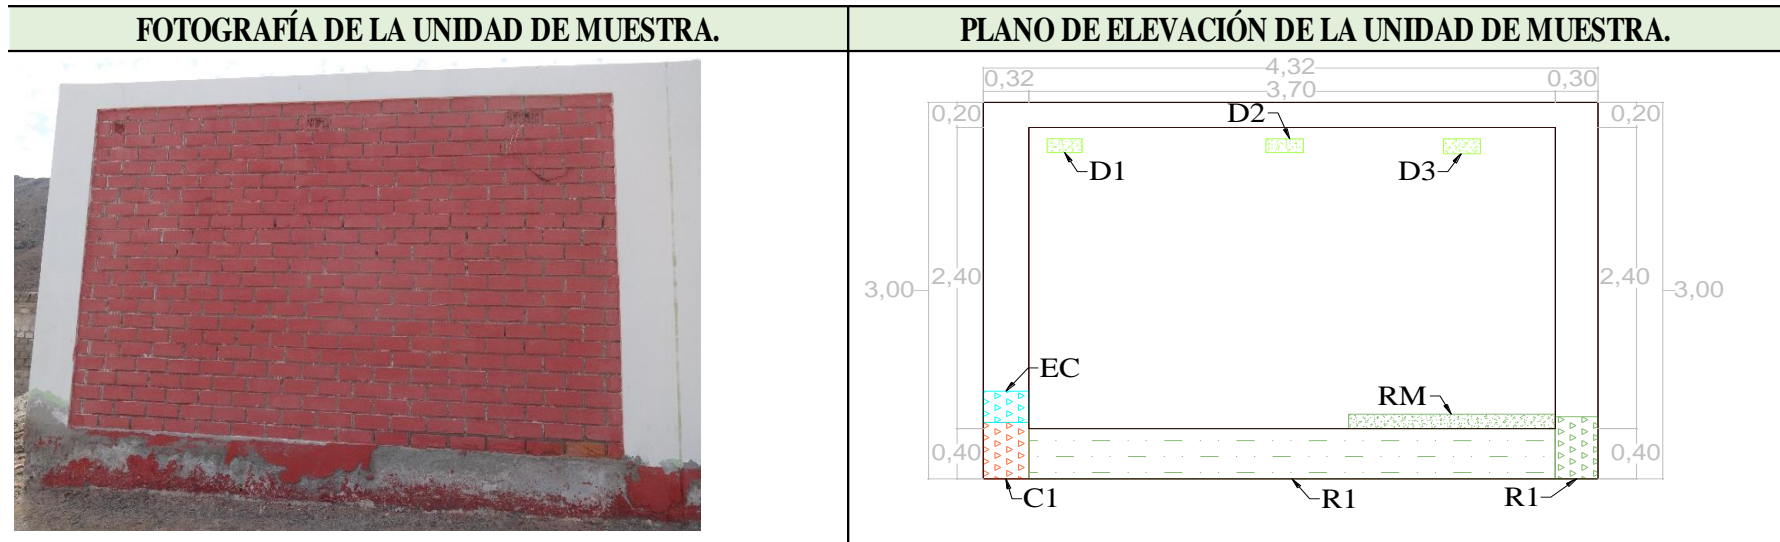 FOTOGRAFÍA DE LA UNIDAD DE MUESTRA.
PLANO DE ELEVACIÓN DE LA UNIDAD DE MUESTRA.
4,32
0,32
3,70
0,30
0,20
D2
0,20
D1
D3
3,00
2,40
2,40
3,00
EC
RM
0,40
0,40
C1
R1
R1